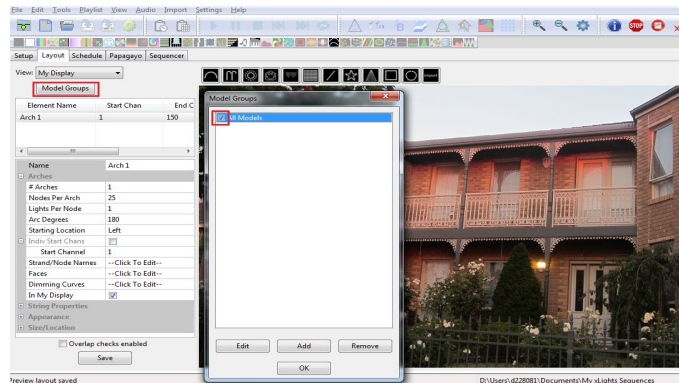 File Edit Tools Playlist View Audio Import Settings Help
STOP
Setup Layout Schedule Papagayo Sequencer
View: My Display
Model Groups
Element Name Start Chan End C
Arch 1 1 150
Name Arch 1
Arches
# Arches 1
Nodes Per Arch 25
Lights Per Node 1
Arc Degrees 180
Starting Location Left
Indiv Start Chans
Start Channel 1
Strand/Node Names --Click To Edit--
Faces --Click To Edit--
Dimming Curves --Click To Edit--
In My Display
String Properties
Appearance
Size/Location
Overlap checks enabled
Save
Model Groups
All Models
Edit Add Remove
OK
Preview layout saved D:\Users\d228081\Documents\My xLights Sequences